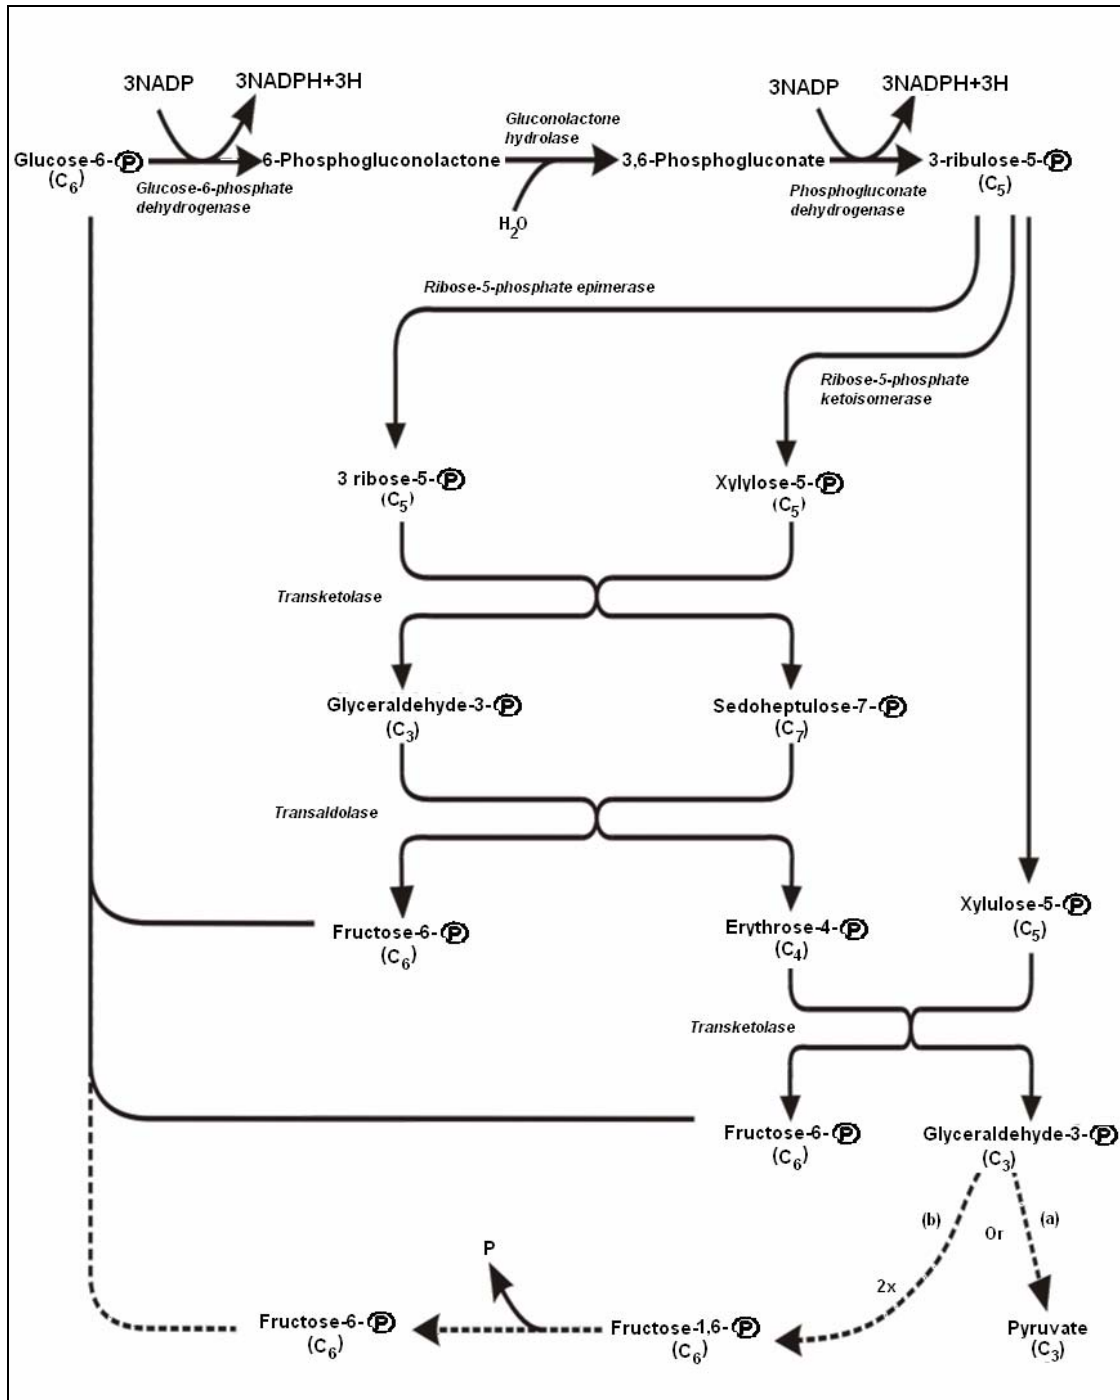 3NADP
3NADPH+3H
3NADP
3NADPH+3H
Gluconolactone
hydrolase
Glucose-6-P
(C6)
6-Phosphogluconolactone
3,6-Phosphogluconate
3-ribulose-5-P
(C5)
Glucose-6-phosphate
dehydrogenase
H2O
Phosphogluconate
dehydrogenase
Ribose-5-phosphate epimerase
Ribose-5-phosphate
ketoisomerase
3 ribose-5-P
(C5)
Xylylose-5-P
(C5)
Transketolase
Glyceraldehyde-3-P
(C3)
Sedoheptulose-7-P
(C7)
Transaldolase
Fructose-6-P
(C6)
Erythrose-4-P
(C4)
Xylulose-5-P
(C5)
Transketolase
Fructose-6-P
(C6)
Glyceraldehyde-3-P
(C3)
(b)
Or
(a)
P
2x
Fructose-6-P
(C6)
Fructose-1,6-P
(C6)
Pyruvate
(C3)